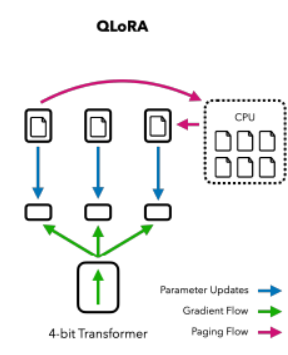 QLoRA
CPU
Parameter Updates
Gradient Flow
Paging Flow
4-bit Transformer